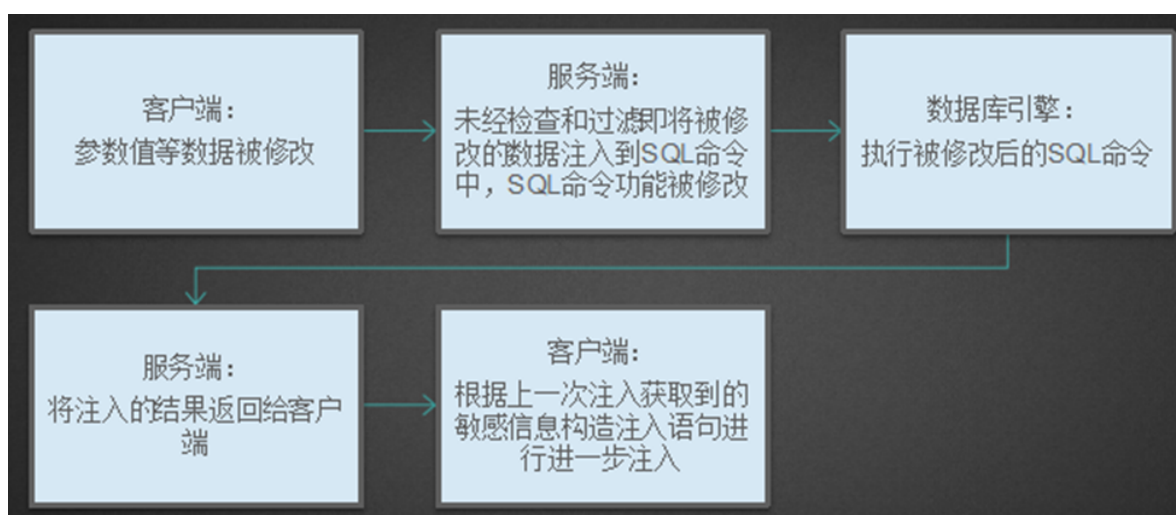 客户端：
参数值等数据被修改
服务端：
未经检查和过滤即将被修
改的数据注入到SQL命令
中，SQL命令功能被修改
数据库引擎：
执行被修改后的SQL命令
服务端：
将注入的结果返回给客户
端
客户端：
根据上一次注入获取到的
敏感信息构造注入语句进
行进一步注入